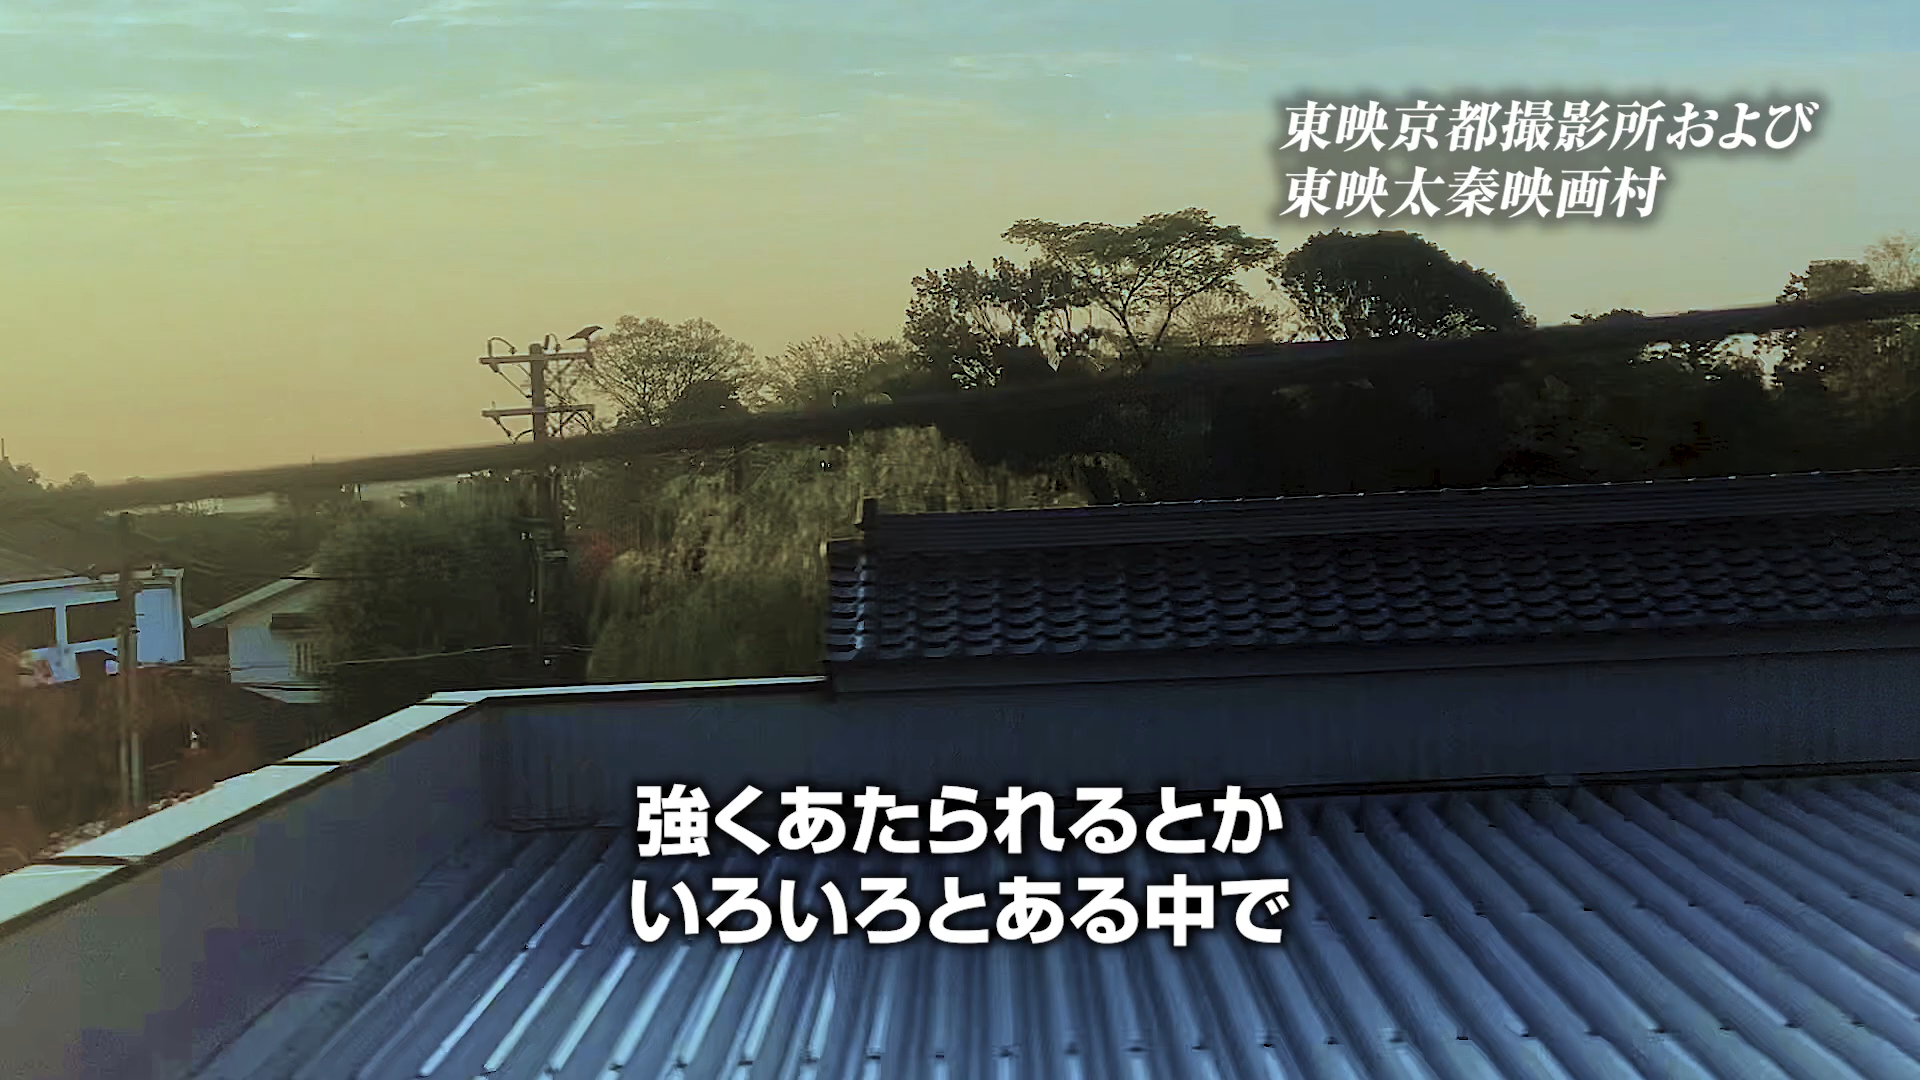 東映京都撮影所および
東映太秦映画村
強くあたられるとか
いろいろとある中で